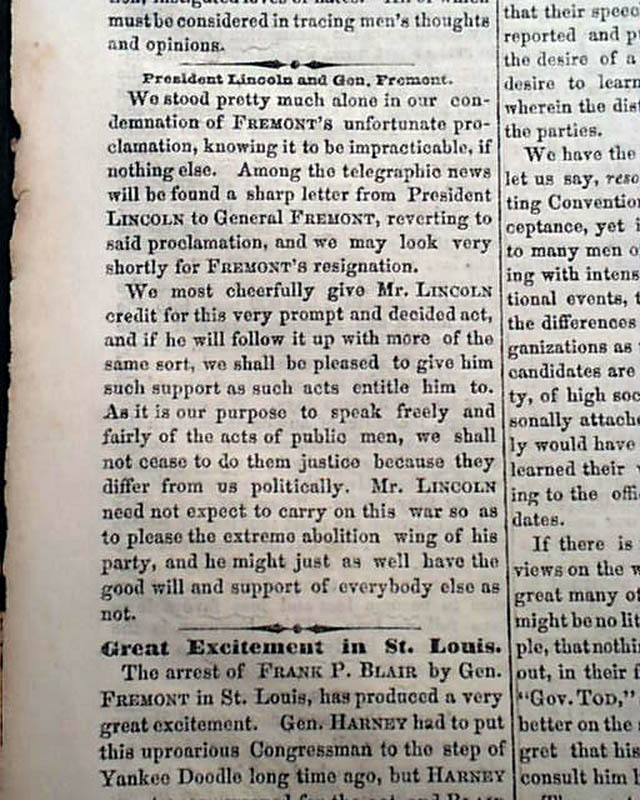 must be considered in tracing men's thoughts
and opinions.
President Lincoln and Gen. Fremont.
We stood pretty much alone in our con-
demnation of FREMONT'S unfortunate pro-
clamation, knowing it to be impracticable, if
nothing else. Among the telegraphic news
will be found a sharp letter from President
LINCOLN to General FREMONT, reverting to
said proclamation, and we may look very
shortly for FREMONT'S resignation.
We most cheerfully give Mr. LINCOLN
credit for this very prompt and decided act,
and if he will follow it up with more of the
same sort, we shall be pleased to give him
such support as such acts entitle him to.
As it is our purpose to speak freely and
fairly of the acts of public men, we shall
not cease to do them justice because they
differ from us politically. Mr. LINCOLN
need not expect to carry on this war so as
to please the extreme abolition wing of his
party, and he might just as well have the
good will and support of everybody else as
not.
Great Excitement in St. Louis.
The arrest of FRANK P. BLAIR by Gen.
FREMONT in St. Louis, has produced a very
great excitement. Gen. HARNEY had to put
this uproarious Congressman to the step of
Yankee Doodle long time ago, but HARNEY
that their
reported and
the desire of a
desire to learn
wherein the
the parties.
We have the
let us say,
ting
ceptance, yet
to many men
ing with
tional events,
the differences
ganizations as
candidates are
ty, of high
sonally
ly would have
learned their
ing to the
dates.
If there is
views on the
great many of
might be no
ple, that
out, in their
"Gov. TOD,"
better on the
gret that his
consult him